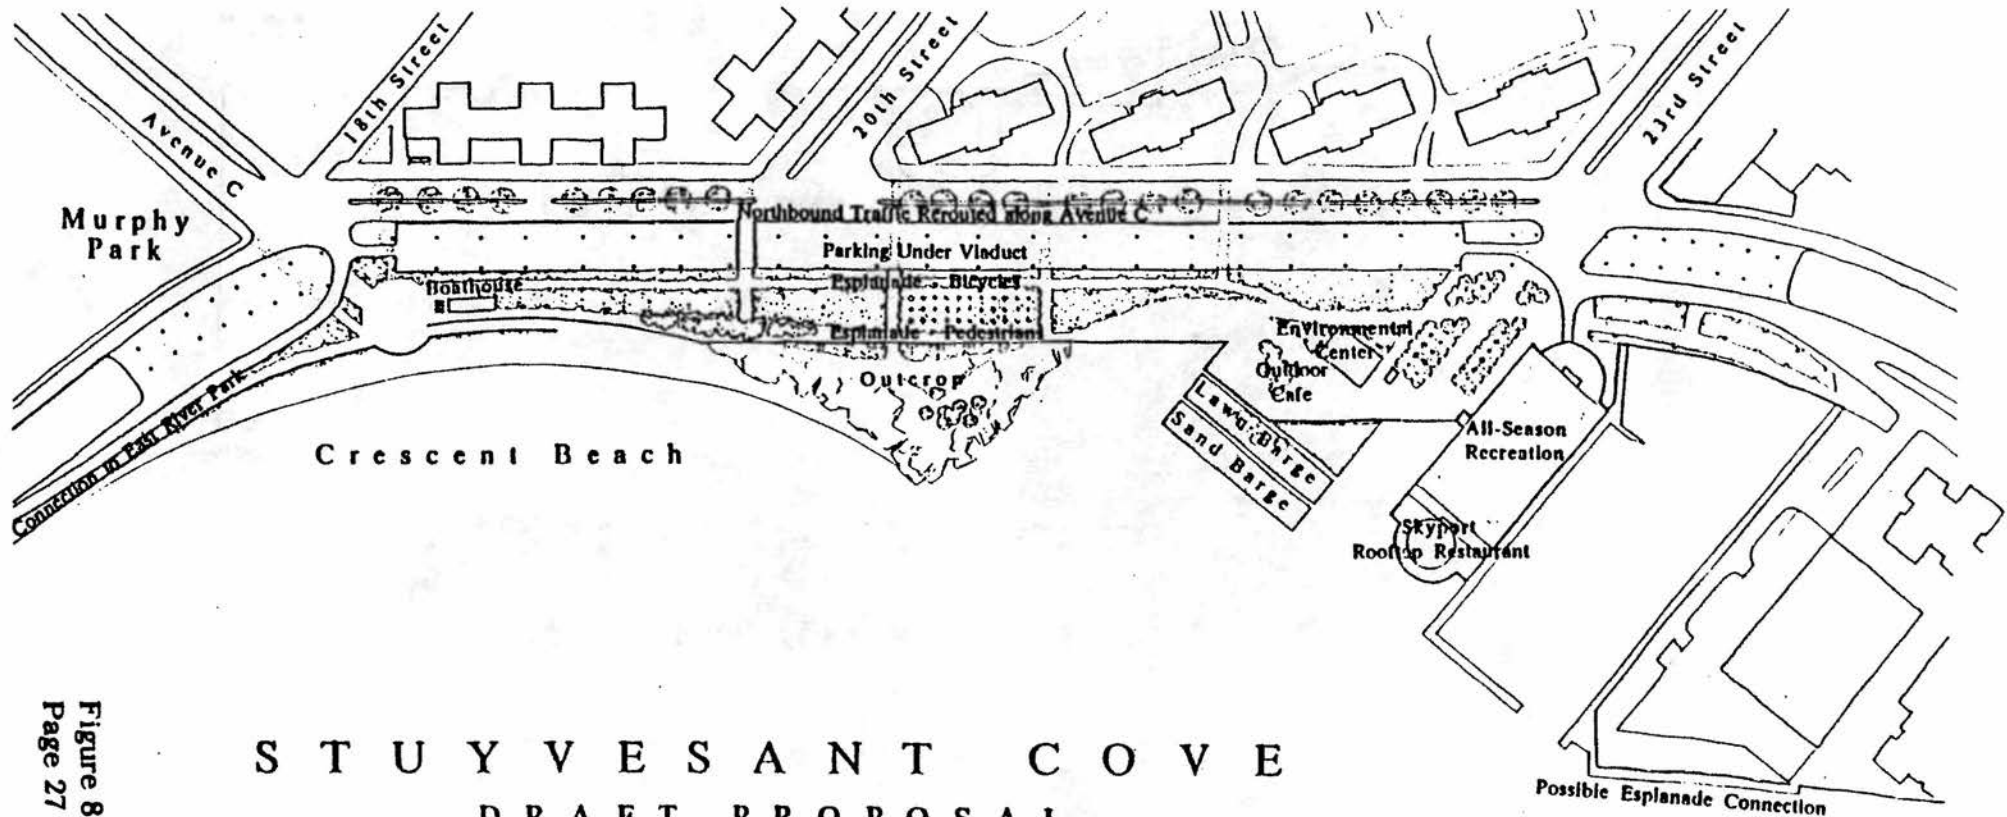 Avenue C
18th Street
20th Street
23rd Street
Murphy
Park
Northbound Traffic Rerouted along Avenue C
Parking Under Viaduct
Boathouse
Esplanade - Bicycles
Esplanade - Pedestrians
Environmental
Center
Outdoor
Cafe
Outcrop
Lawn Barge
Sand Barge
All-Season
Recreation
Crescent Beach
Connection to East River Park
Skyport
Rooftop Restaurant
Possible Esplanade Connection
STUYVESANT COVE
DRAFT PROPOSAL
Figure 8
Page 27